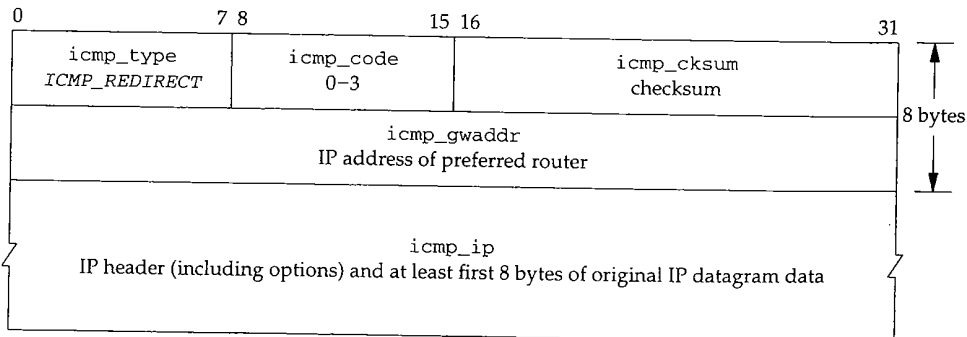 0 7 8 15 16 31
icmp_type icmp_code icmp_cksum
ICMP_REDIRECT 0–3 checksum
8 bytes
icmp_gwaddr
IP address of preferred router
icmp_ip
IP header (including options) and at least first 8 bytes of original IP datagram data